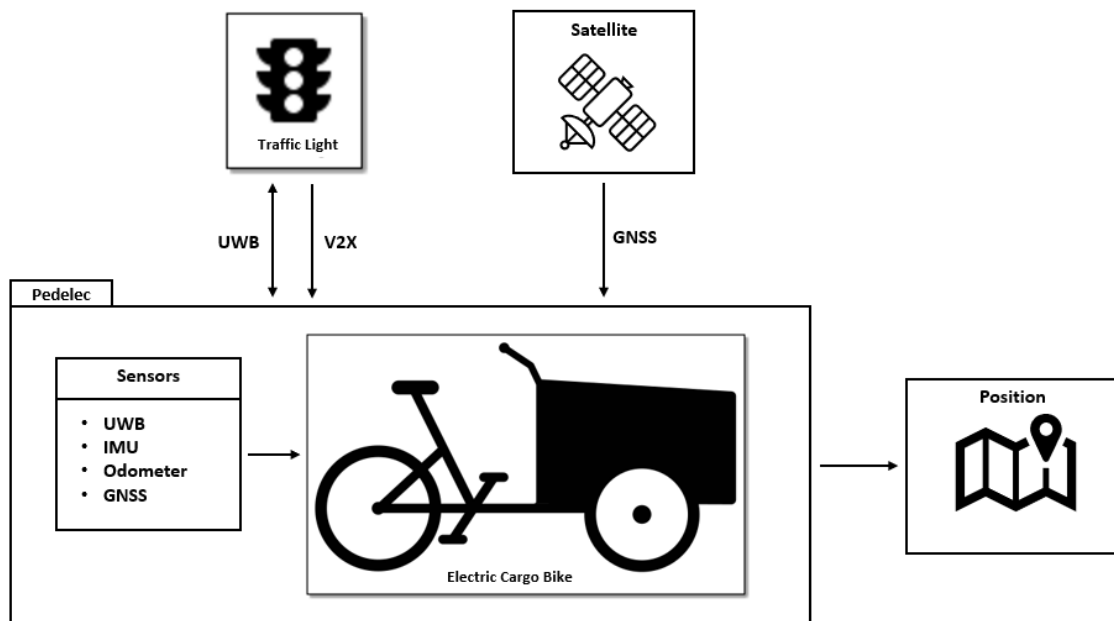 Traffic Light
Satellite
UWB
V2X
GNSS
Pedelec
Sensors
• UWB
• IMU
• Odometer
• GNSS
Electric Cargo Bike
Position